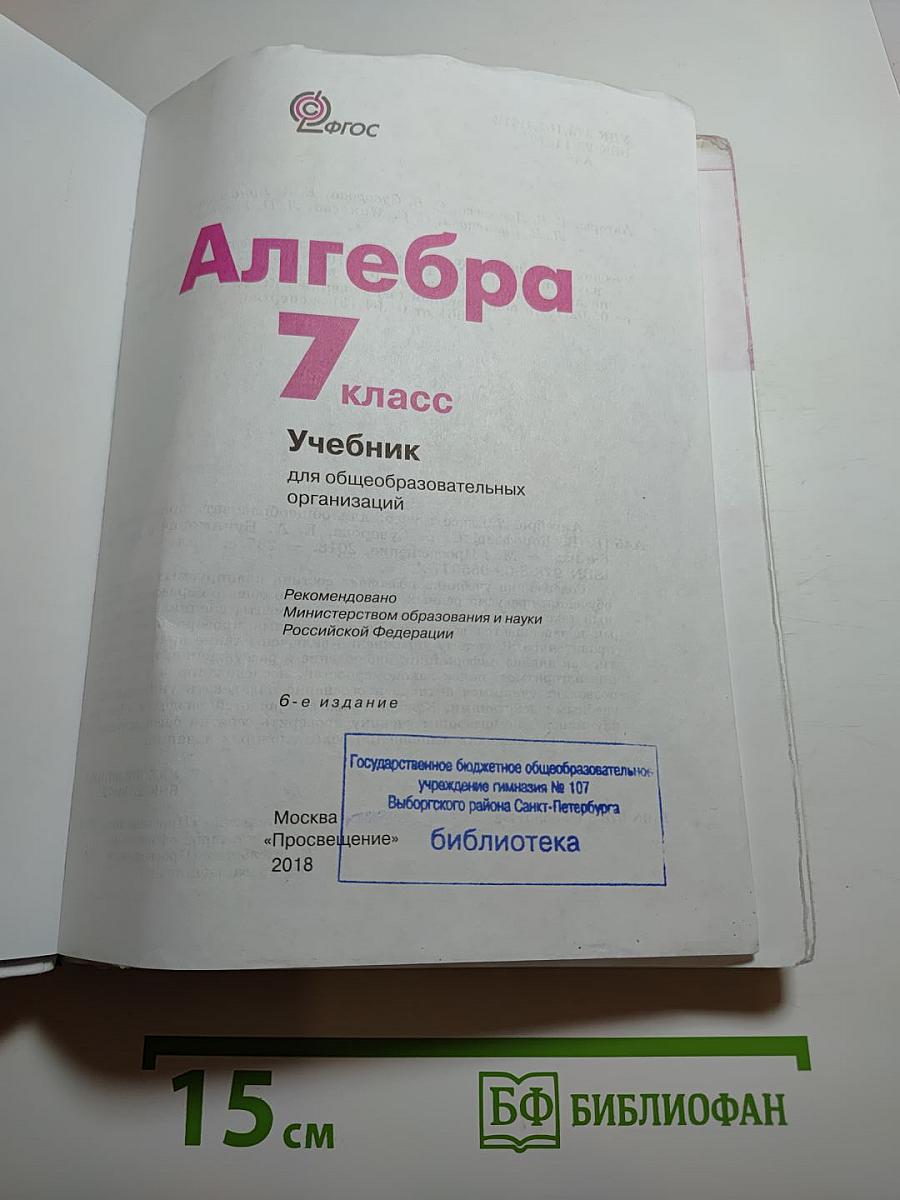 ФГОС
Алгебра
7 класс
Учебник
для общеобразовательных
организаций
Рекомендовано
Министерством образования и науки
Российской Федерации
6-е издание
Государственное бюджетное общеобразовательное
учреждение гимназия № 107
Выборгского района Санкт-Петербурга
библиотека
Москва
«Просвещение»
2018
15 см
БФ БИБЛИОФАН